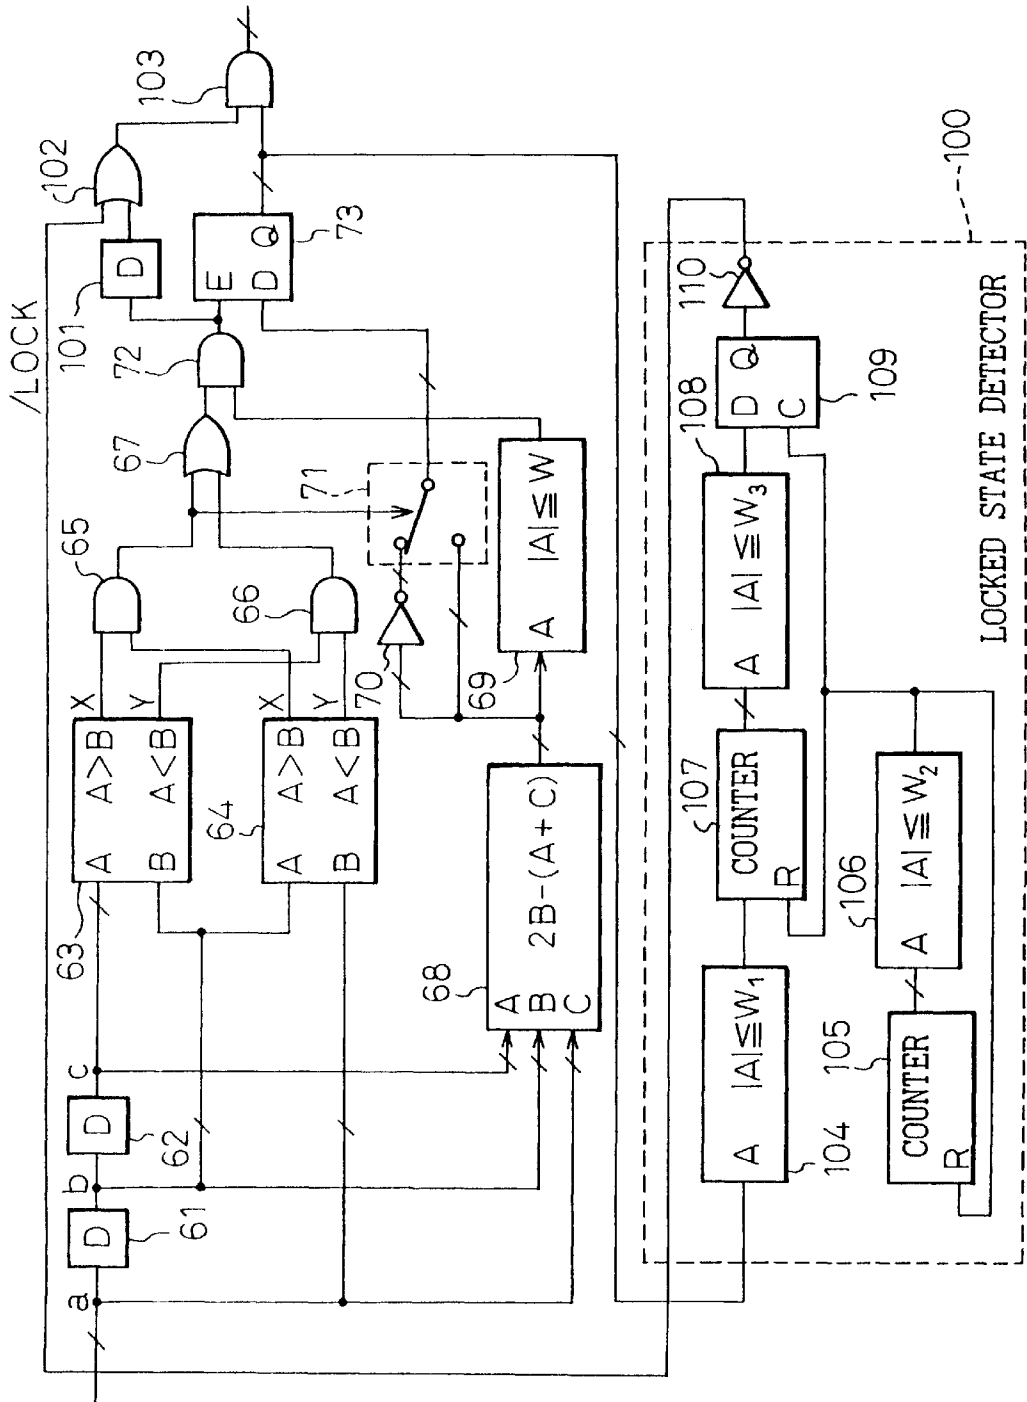 /LOCK
a
D
61
b
D
62
c
63
A
B
A>B
A<B
X
Y
64
A
B
A>B
A<B
X
Y
65
66
67
72
101
D
102
103
E
D Q
73
68
A
B
C
2B-(A+C)
70
71
69
A |A|≦W
100
LOCKED STATE DETECTOR
104
A |A|≦W1
107
COUNTER
R
108
A |A|≦W3
109
D Q
C
110
105
COUNTER
R
106
A |A|≦W2